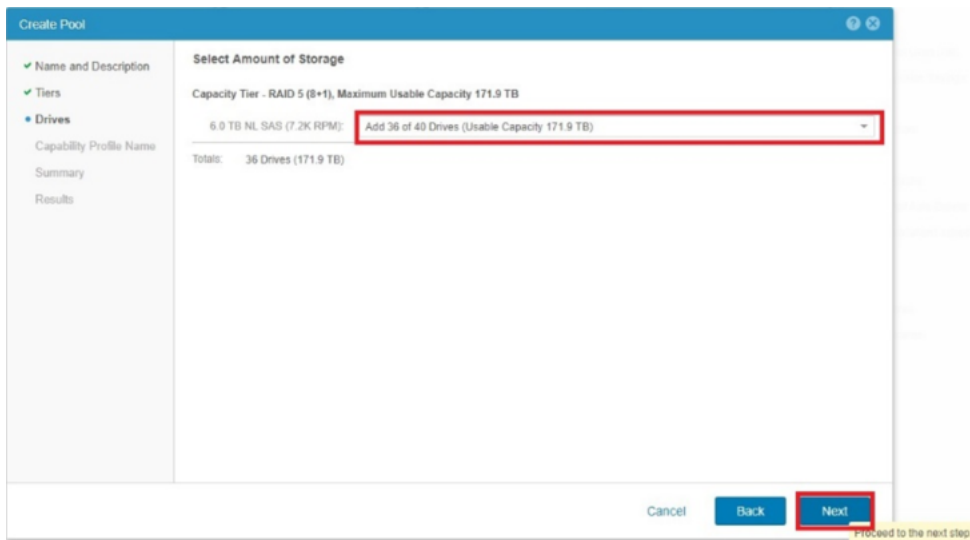 Create Pool
Name and Description
Tiers
Drives
Capability Profile Name
Summary
Results
Select Amount of Storage
Capacity Tier - RAID 5 (8+1), Maximum Usable Capacity 171.9 TB
6.0 TB NL SAS (7.2K RPM): Add 36 of 40 Drives (Usable Capacity 171.9 TB)
Totals: 36 Drives (171.9 TB)
Cancel Back Next
Proceed to the next step